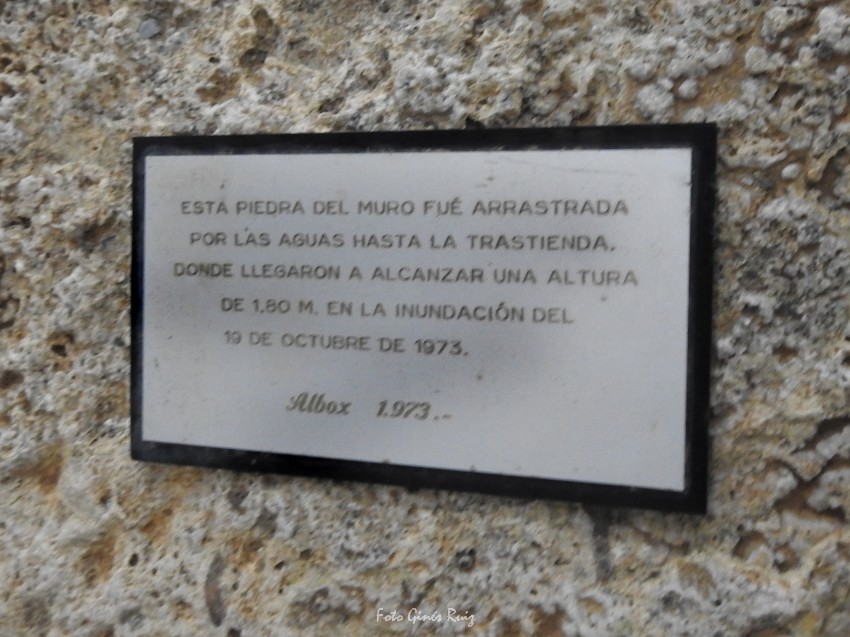 ESTA PIEDRA DEL MURO FUÉ ARRASTRADA
POR LAS AGUAS HASTA LA TRASTIENDA,
DONDE LLEGARON A ALCANZAR UNA ALTURA
DE 1,80 M. EN LA INUNDACIÓN DEL
19 DE OCTUBRE DE 1973.
Albox 1.973.-
Foto Ginés Ruiz